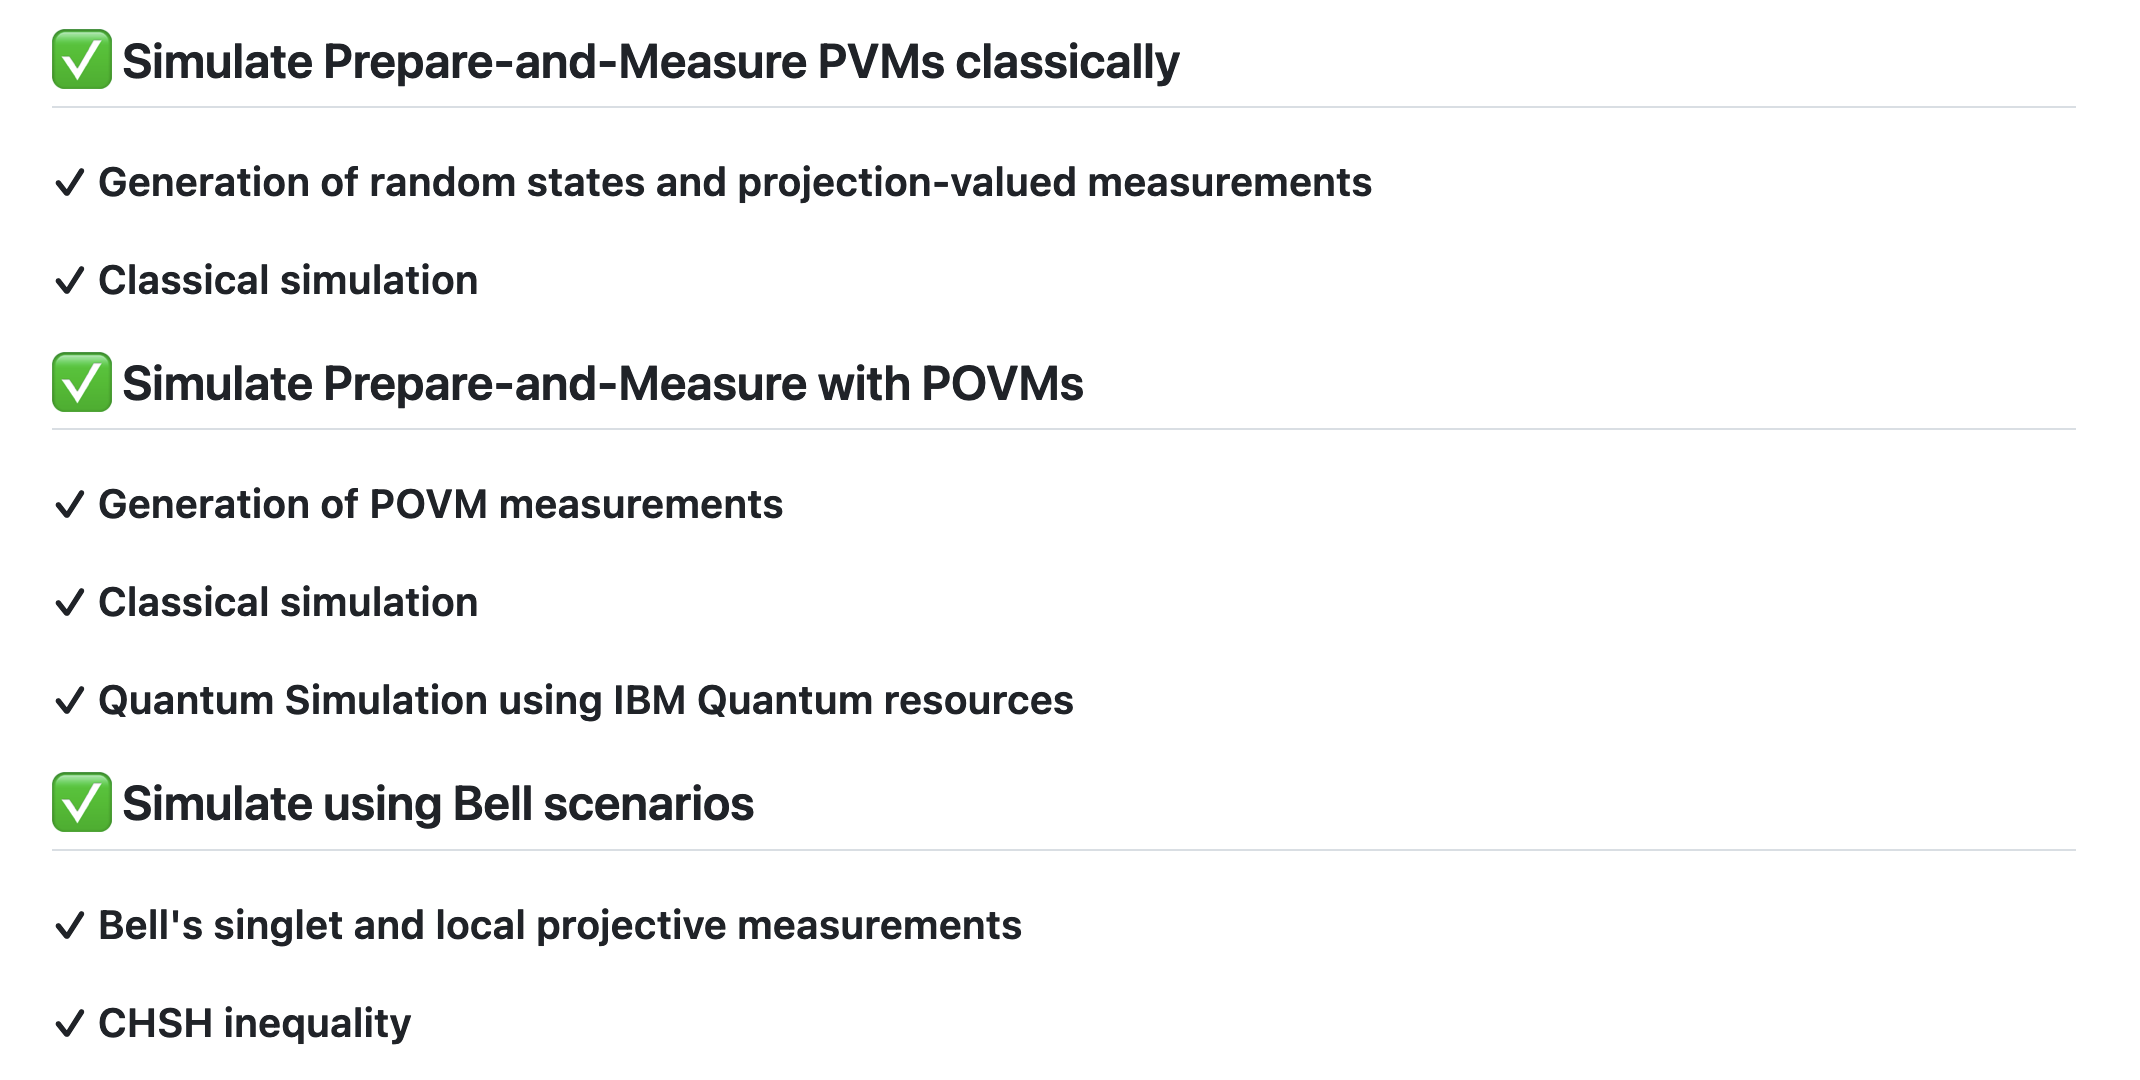 ✅ Simulate Prepare-and-Measure PVMs classically
✓ Generation of random states and projection-valued measurements
✓ Classical simulation
✅ Simulate Prepare-and-Measure with POVMs
✓ Generation of POVM measurements
✓ Classical simulation
✓ Quantum Simulation using IBM Quantum resources
✅ Simulate using Bell scenarios
✓ Bell's singlet and local projective measurements
✓ CHSH inequality